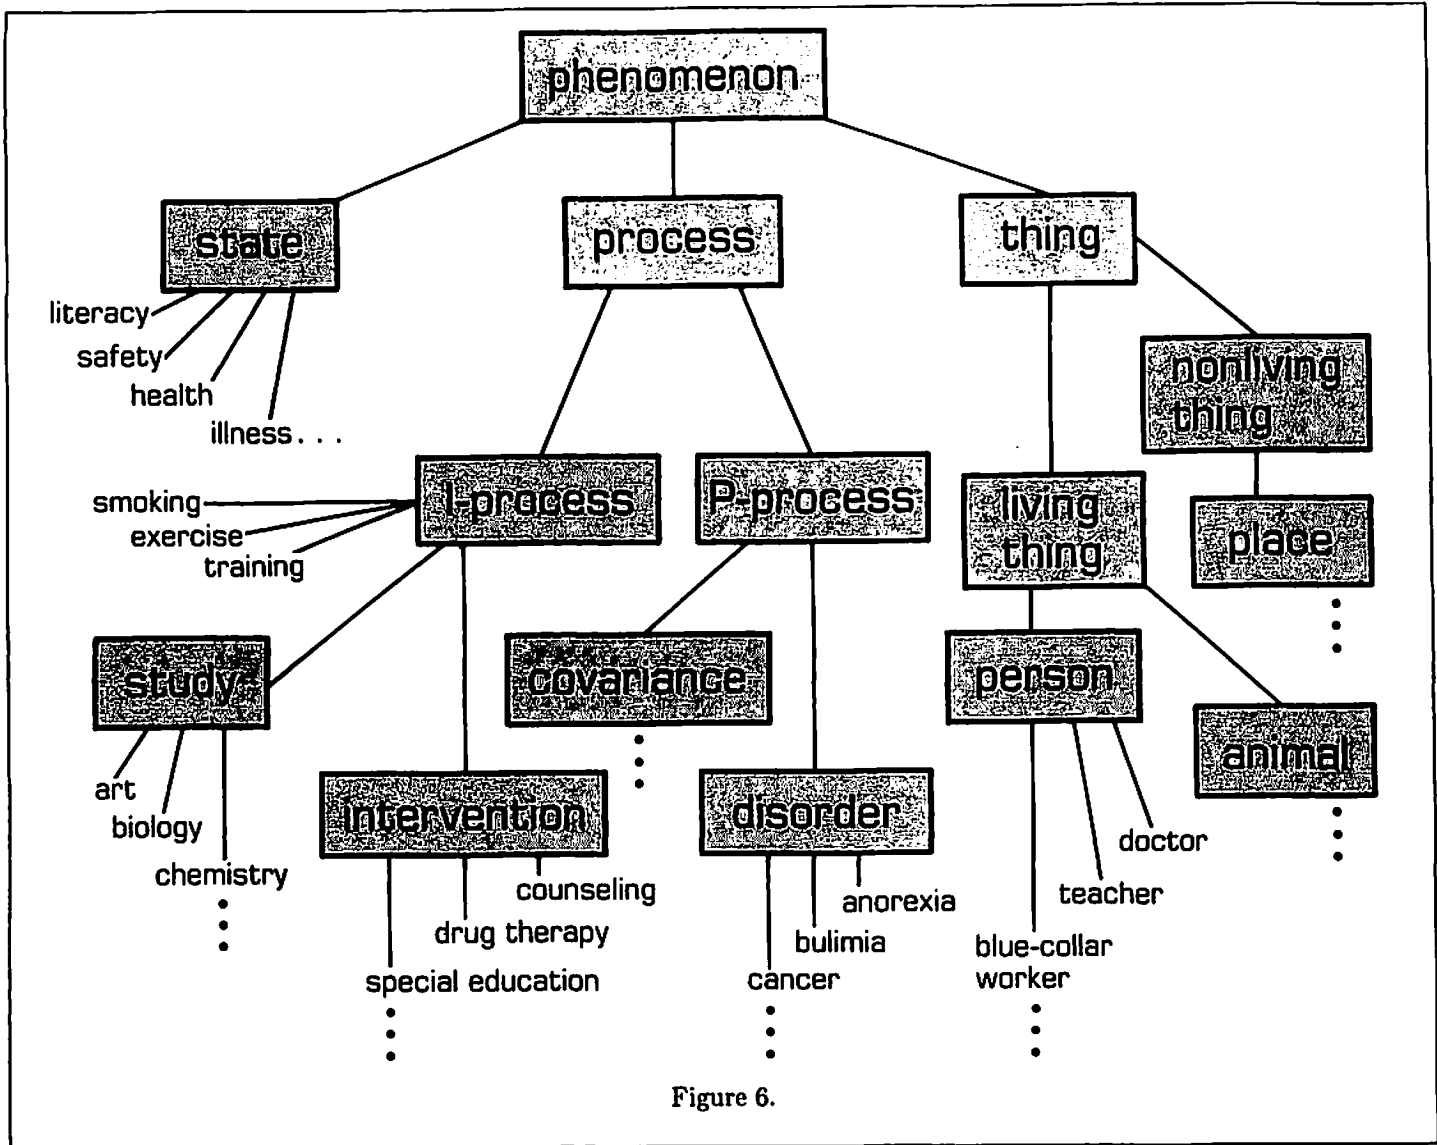 phenomenon
state
process
thing
literacy
safety
health
illness . . .
nonliving
thing
I-process
P-process
living
thing
place
smoking
exercise
training
study
covariance
person
animal
art
biology
chemistry
intervention
disorder
doctor
teacher
counseling
drug therapy
special education
anorexia
bulimia
cancer
blue-collar
worker
Figure 6.